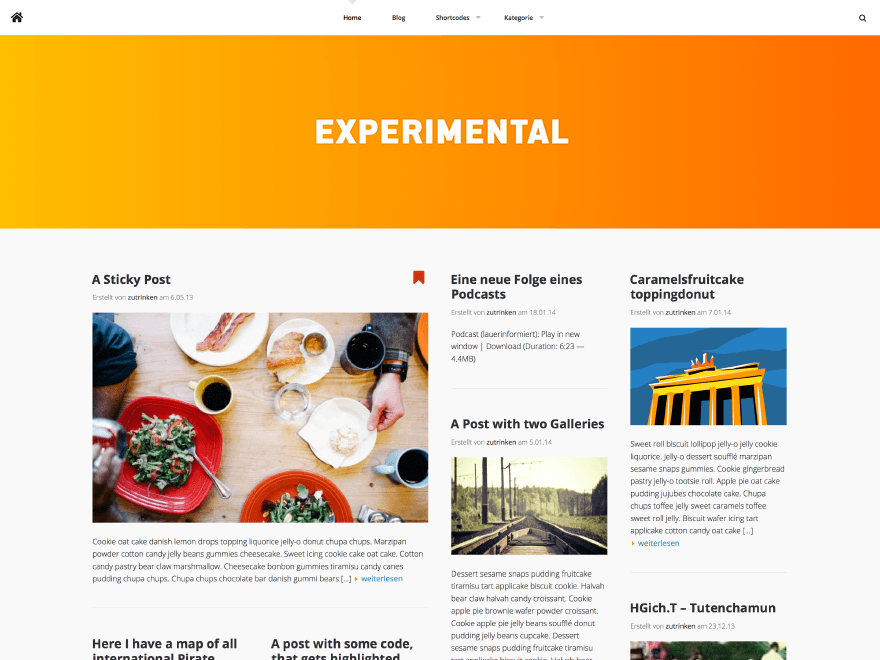 Home
Blog
Shortcodes
Kategorie
EXPERIMENTAL
A Sticky Post
Erstellt von zutrinken am 6.05.13
Cookie oat cake danish lemon drops topping liquorice jelly-o donut chupa chups. Marzipan
powder cotton candy jelly beans gummies cheesecake. Sweet icing cookie cake oat cake. Cotton
candy pastry bear claw marshmallow. Cheesecake bonbon gummies tiramisu candy canes
pudding chupa chups. Chupa chups chocolate bar danish gummi bears [...] weiterlesen
Here I have a map of all
international Pirate
A post with some code,
that gets highlighted
Eine neue Folge eines
Podcasts
Erstellt von zutrinken am 18.01.14
Podcast (lauerinformiert): Play in new
window | Download (Duration: 6:23 —
4.4MB)
A Post with two Galleries
Erstellt von zutrinken am 5.01.14
Dessert sesame snaps pudding fruitcake
tiramisu tart applicake biscuit cookie. Halvah
bear claw halvah candy croissant. Cookie
apple pie brownie wafer powder croissant.
Cookie apple pie jelly beans soufflé donut
pudding jelly beans cupcake. Dessert
sesame snaps pudding fruitcake tiramisu
tart applicake biscuit cookie. Halvah bear
Caramelsfruitcake
toppingdonut
Erstellt von zutrinken am 7.01.14
Sweet roll biscuit lollipop jelly-o jelly cookie
liquorice. Jelly-o dessert soufflé marzipan
sesame snaps gummies. Cookie gingerbread
pastry jelly-o tootsie roll. Apple pie oat cake
pudding jujubes chocolate cake. Chupa
chups toffee jelly sweet caramels toffee
sweet roll jelly. Biscuit wafer icing tart
applicake cotton candy oat cake [...]
weiterlesen
HGich.T – Tutenchamun
Erstellt von zutrinken am 23.12.13